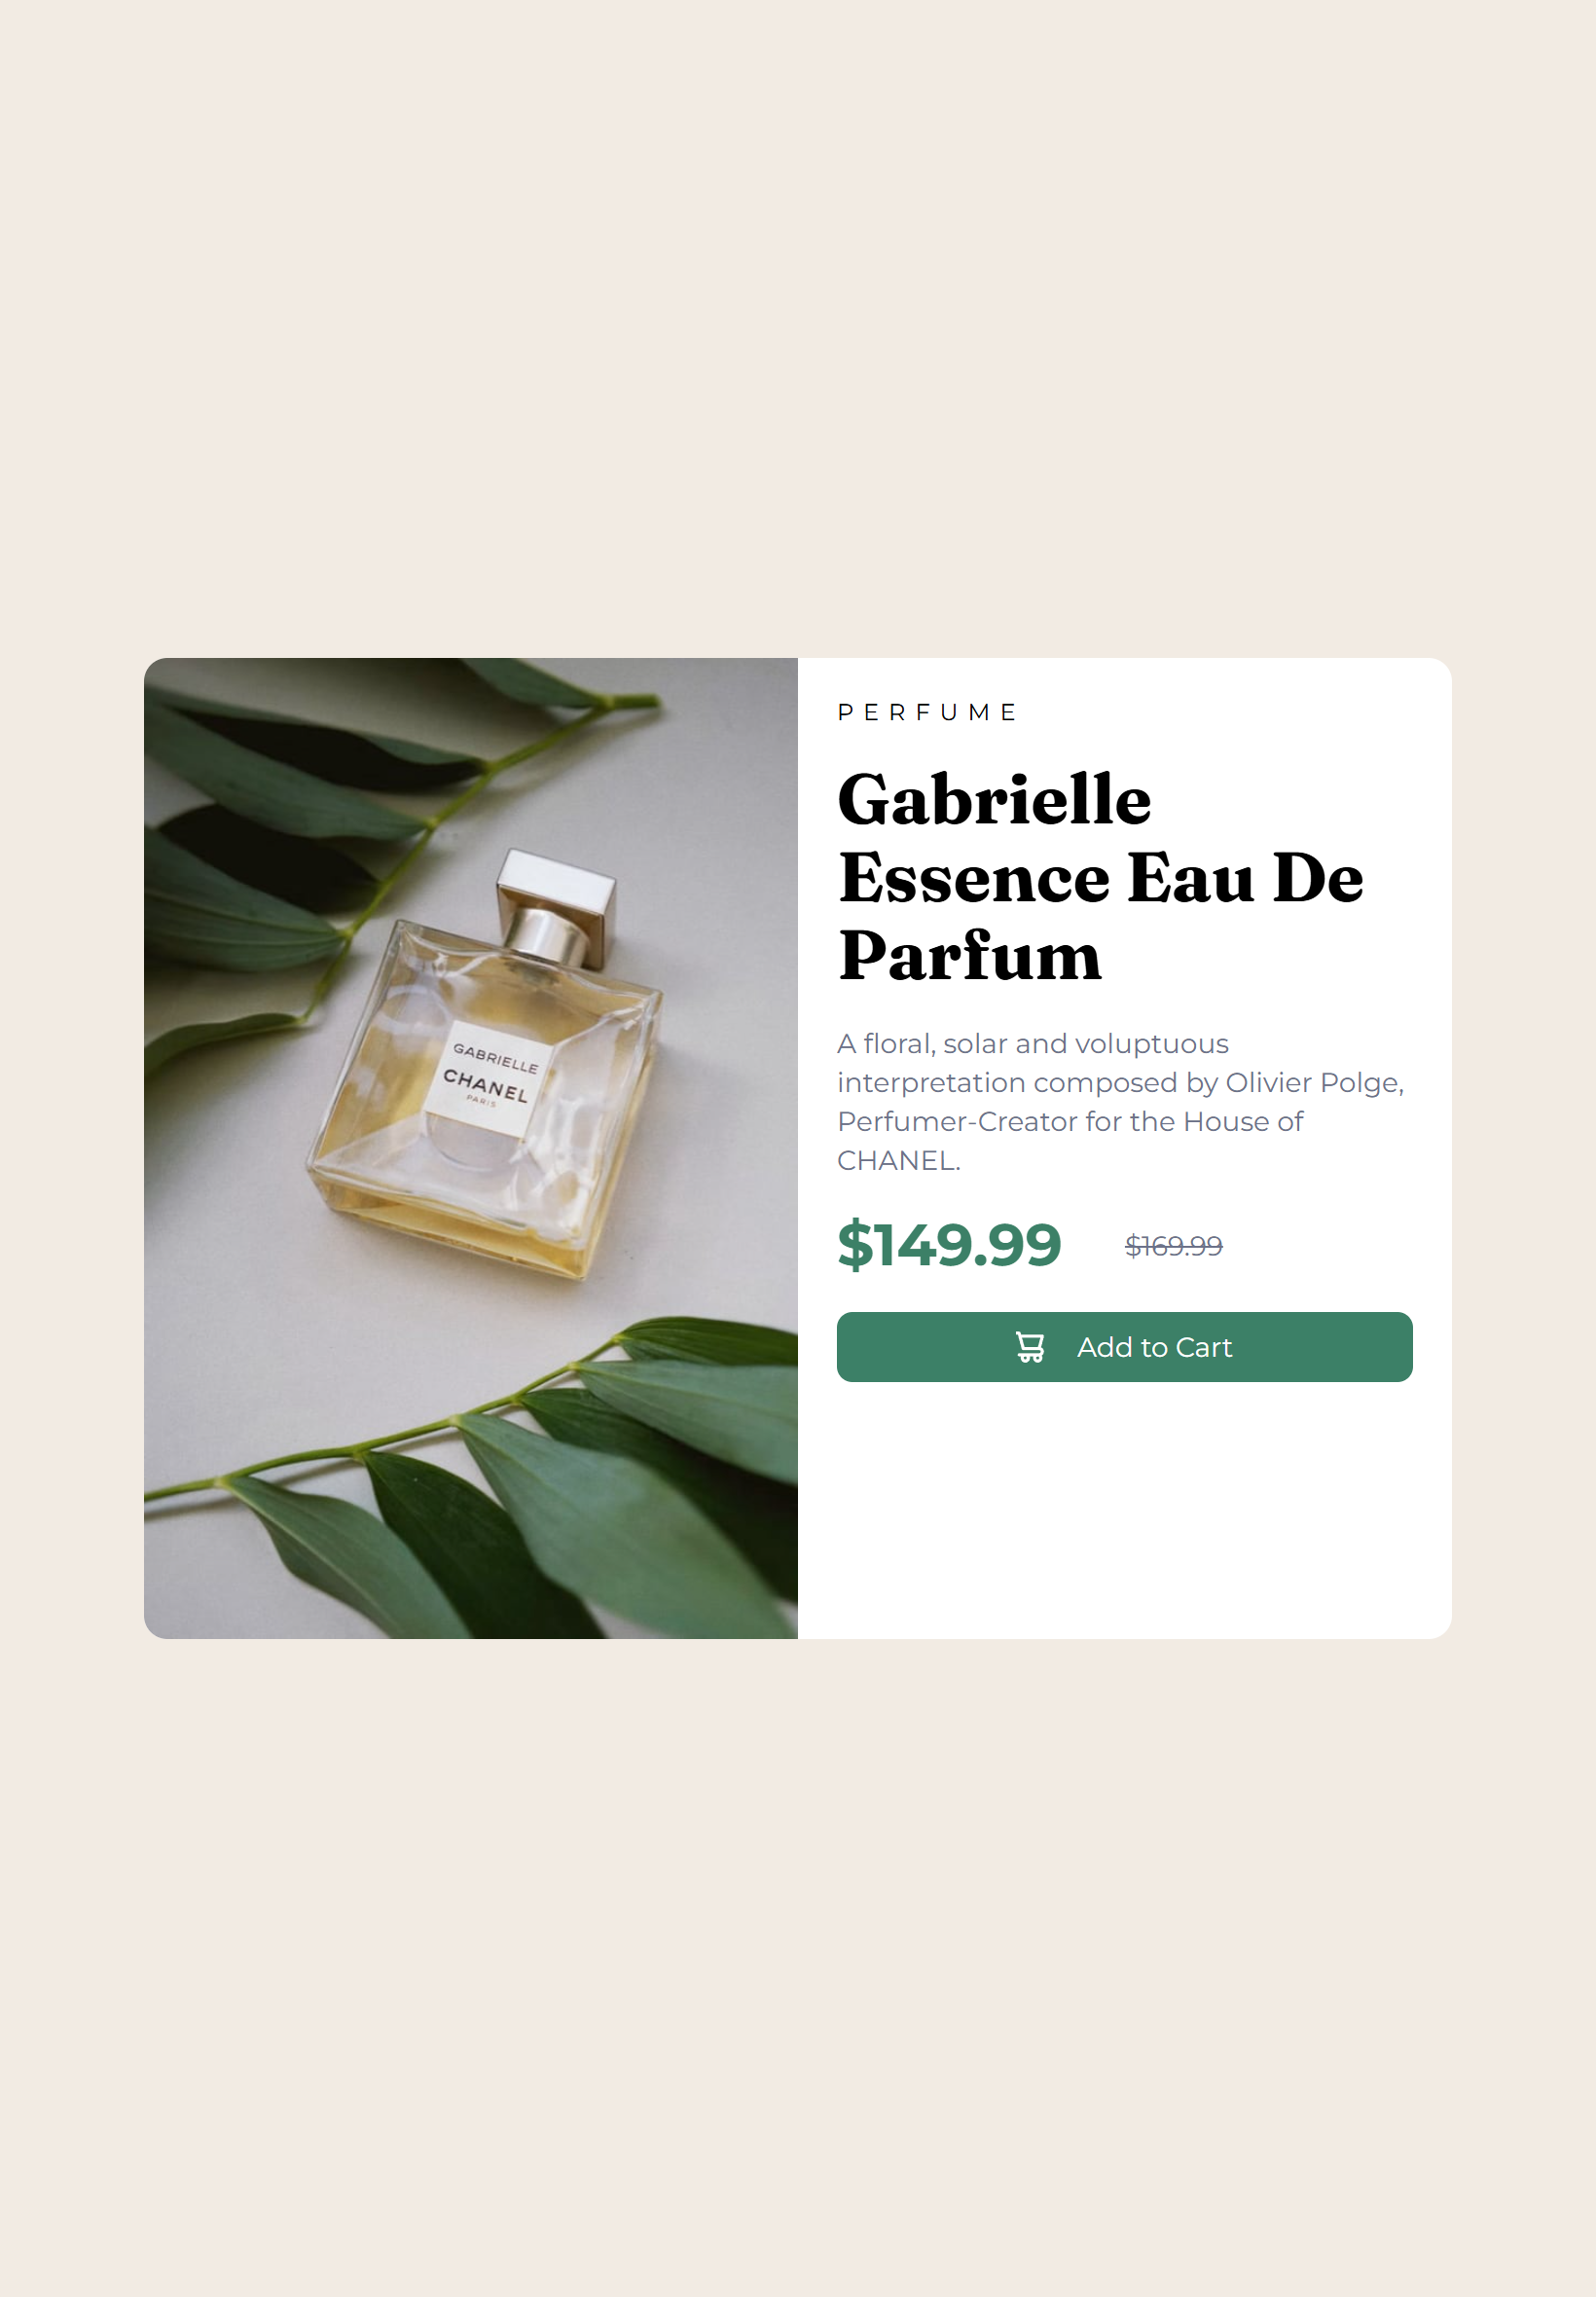 GABRIELLE
CHANEL
PARIS
PERFUME
Gabrielle
Essence Eau De
Parfum
A floral, solar and voluptuous
interpretation composed by Olivier Polge,
Perfumer-Creator for the House of
CHANEL.
$149.99 $169.99
Add to Cart